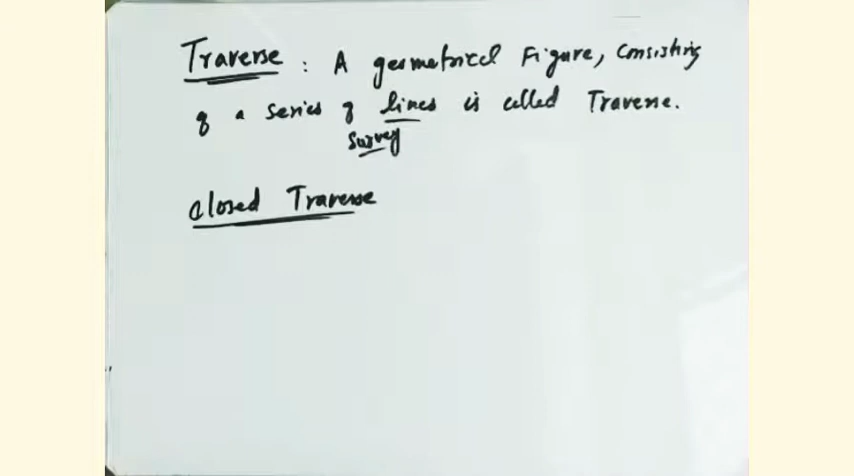 Traverse : A geometrical Figure, Consisting
of a series of lines is called Traverse.
survey
closed Traverse